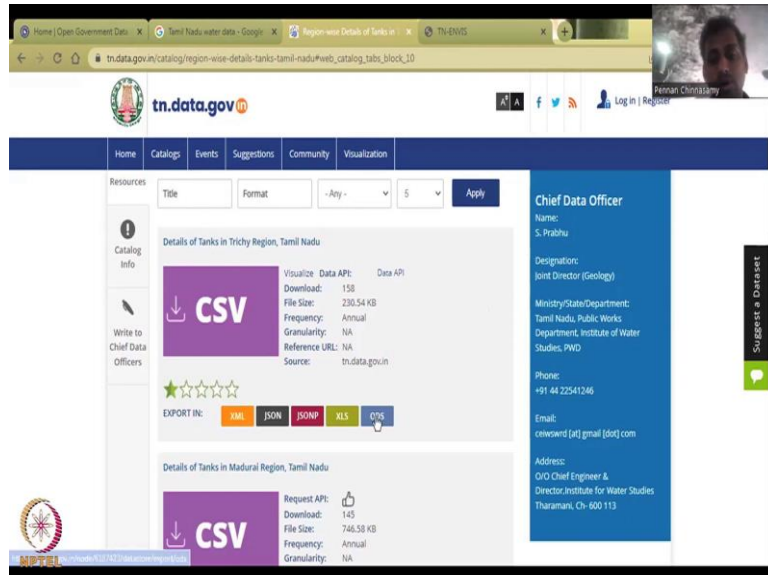 Home | Open Government Data
Tamil Nadu water data - Google
Region-wise Details of Tanks in
TN-ENVIS
tn.data.gov.in/catalog/region-wise-details-tanks-tamil-nadu#web_catalog_tabs_block_10
Pennan Chinnasamy
tn.data.gov in
A+ A
Log in | Register
Home Catalogs Events Suggestions Community Visualization
Resources
Title Format - Any - 5 Apply
Catalog
Info
Write to
Chief Data
Officers
Details of Tanks in Trichy Region, Tamil Nadu
CSV
Visualize Data API: Data API
Download: 158
File Size: 230.54 KB
Frequency: Annual
Granularity: NA
Reference URL: NA
Source: tn.data.gov.in
EXPORT IN: XML JSON JSONP XLS ODS
Details of Tanks in Madurai Region, Tamil Nadu
CSV
Request API:
Download: 145
File Size: 746.58 KB
Frequency: Annual
Granularity: NA
Chief Data Officer
Name:
S. Prabhu
Designation:
Joint Director (Geology)
Ministry/State/Department:
Tamil Nadu, Public Works
Department, Institute of Water
Studies, PWD
Phone:
+91 44 22541246
Email:
ceiwswrd [at] gmail [dot] com
Address:
O/O Chief Engineer &
Director.Institute for Water Studies
Tharamani, Ch- 600 113
Suggest a Dataset
NPTEL